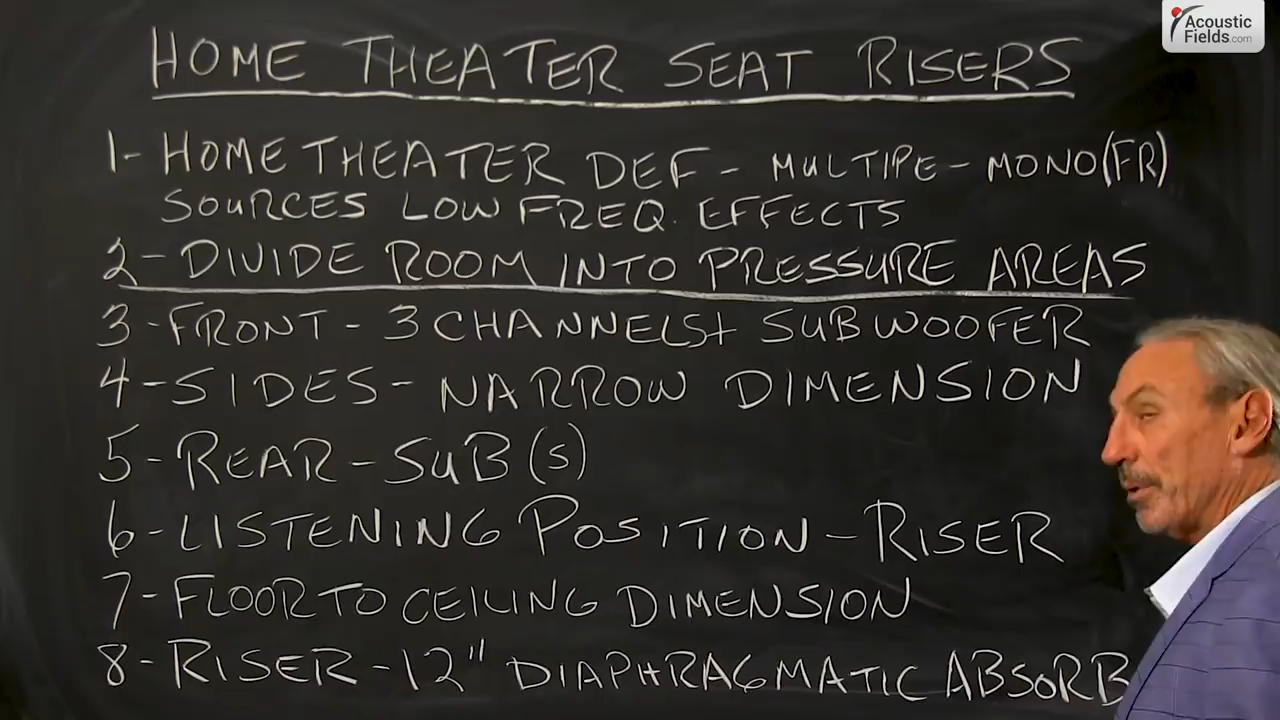 Acoustic
Fields.com
HOME THEATER SEAT RISERS
1- HOME THEATER DEF - MULTIPE - MONO(FR)
SOURCES LOW FREQ. EFFECTS
2- DIVIDE ROOM INTO PRESSURE AREAS
3-FRONT - 3 CHANNELS+ SUBWOOFER
4-SIDES- NARROW DIMENSION
5-REAR-SUB(S)
6-LISTENING POSITION-RISER
7-FLOOR TO CEILING DIMENSION
8-RISER-12" DIAPHRAGMATIC ABSORB